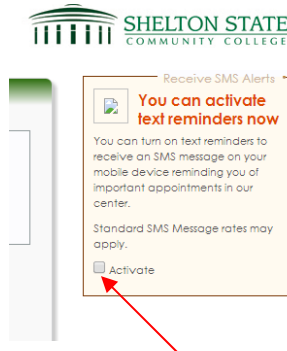 SHELTON STATE
COMMUNITY COLLEGE
Receive SMS Alerts
You can activate
text reminders now
You can turn on text reminders to
receive an SMS message on your
mobile device reminding you of
important appointments in our
center.
Standard SMS Message rates may
apply.
Activate